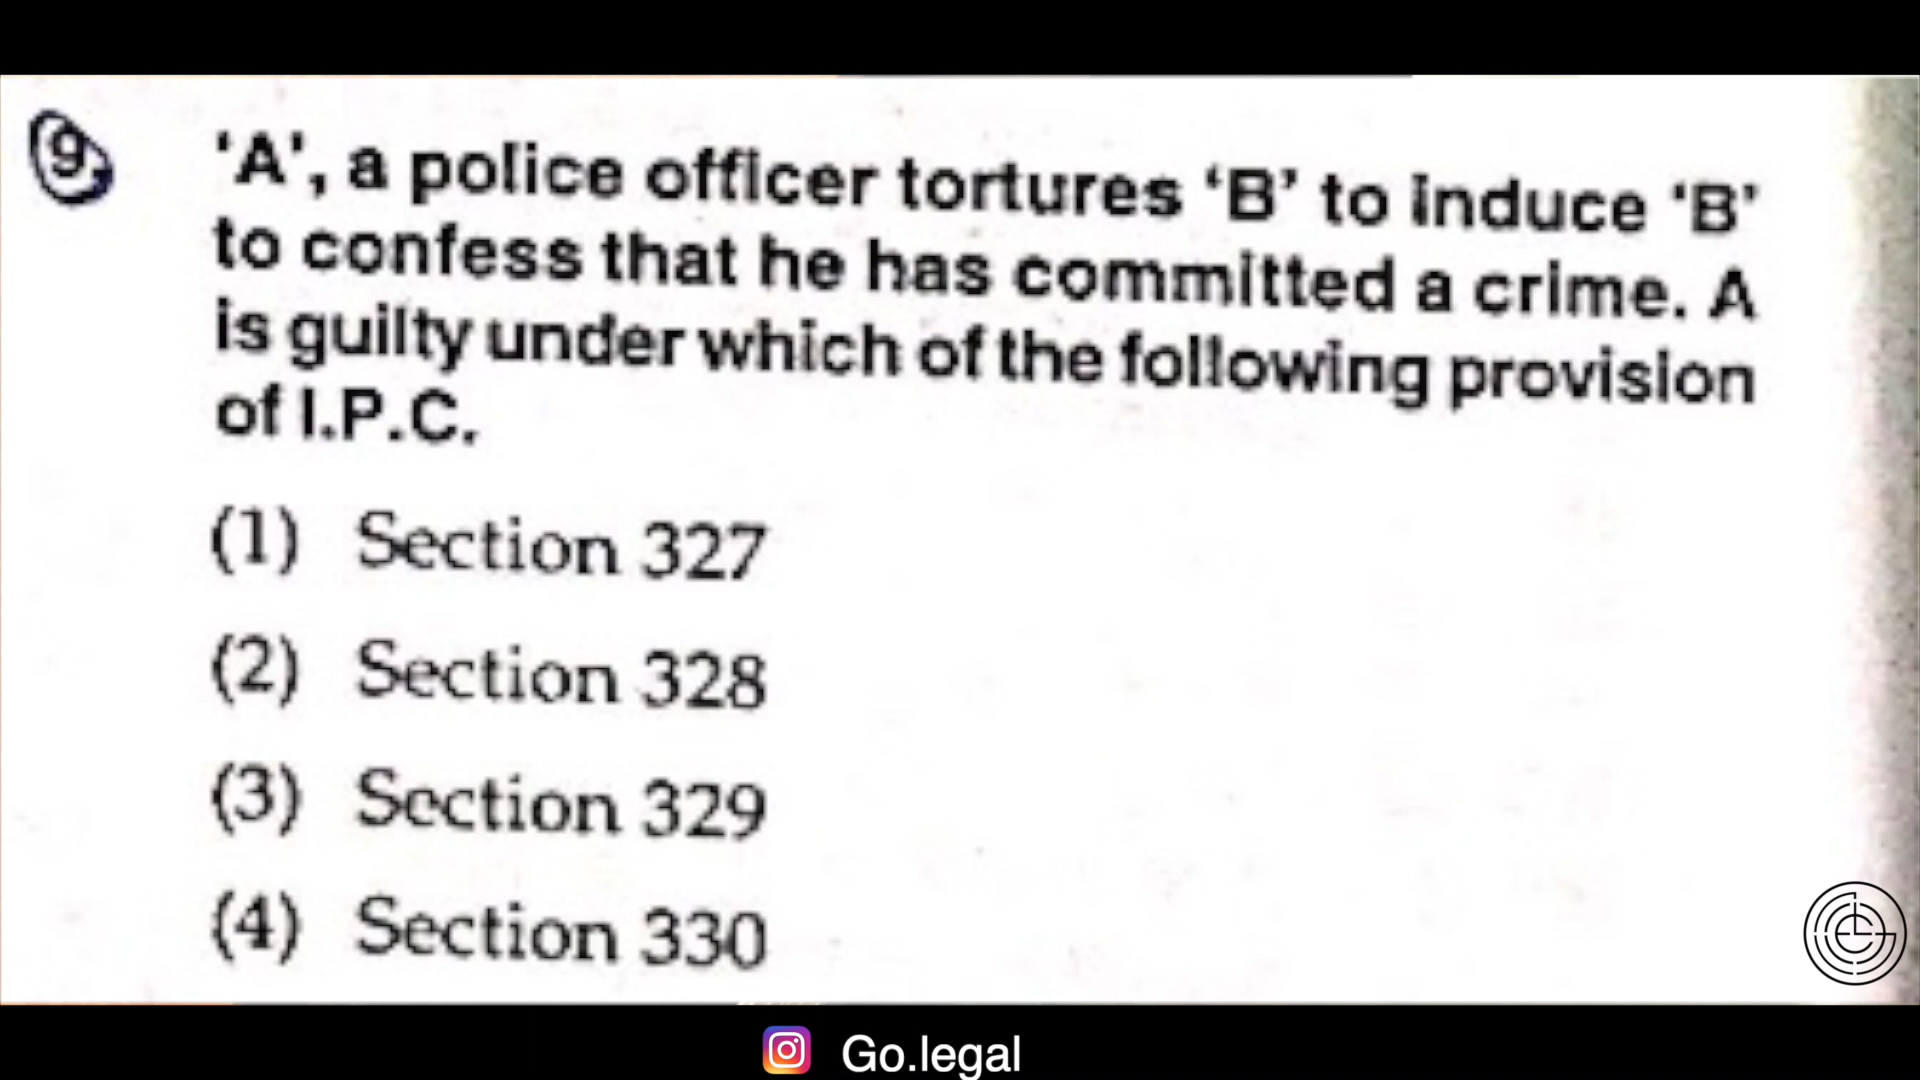 9.
'A', a police officer tortures 'B' to induce 'B'
to confess that he has committed a crime. A
is guilty under which of the following provision
of I.P.C.
(1) Section 327
(2) Section 328
(3) Section 329
(4) Section 330
Go.legal